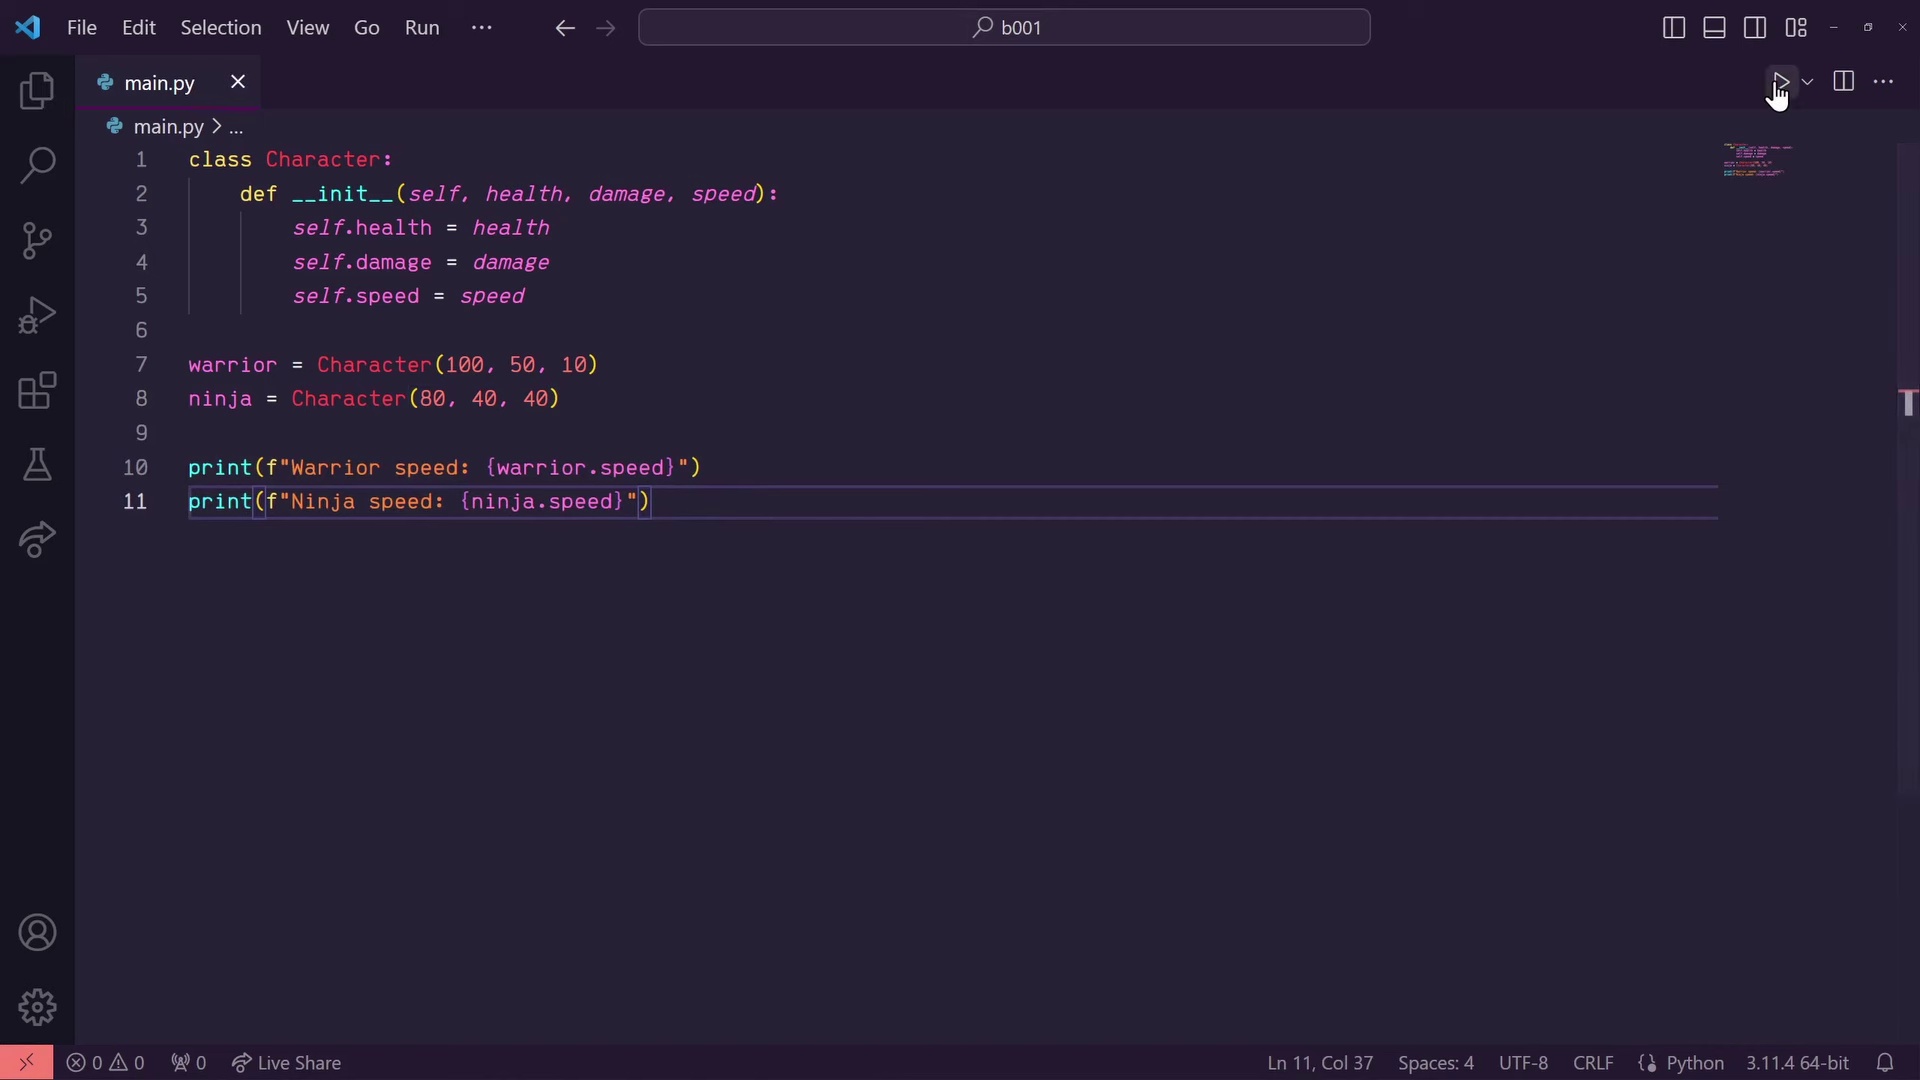 File Edit Selection View Go Run ··· b001
main.py
main.py > ...
1 class Character:
2     def __init__(self, health, damage, speed):
3         self.health = health
4         self.damage = damage
5         self.speed = speed
6
7 warrior = Character(100, 50, 10)
8 ninja = Character(80, 40, 40)
9
10 print(f"Warrior speed: {warrior.speed}")
11 print(f"Ninja speed: {ninja.speed}")
0 0 0 Live Share Ln 11, Col 37 Spaces: 4 UTF-8 CRLF Python 3.11.4 64-bit